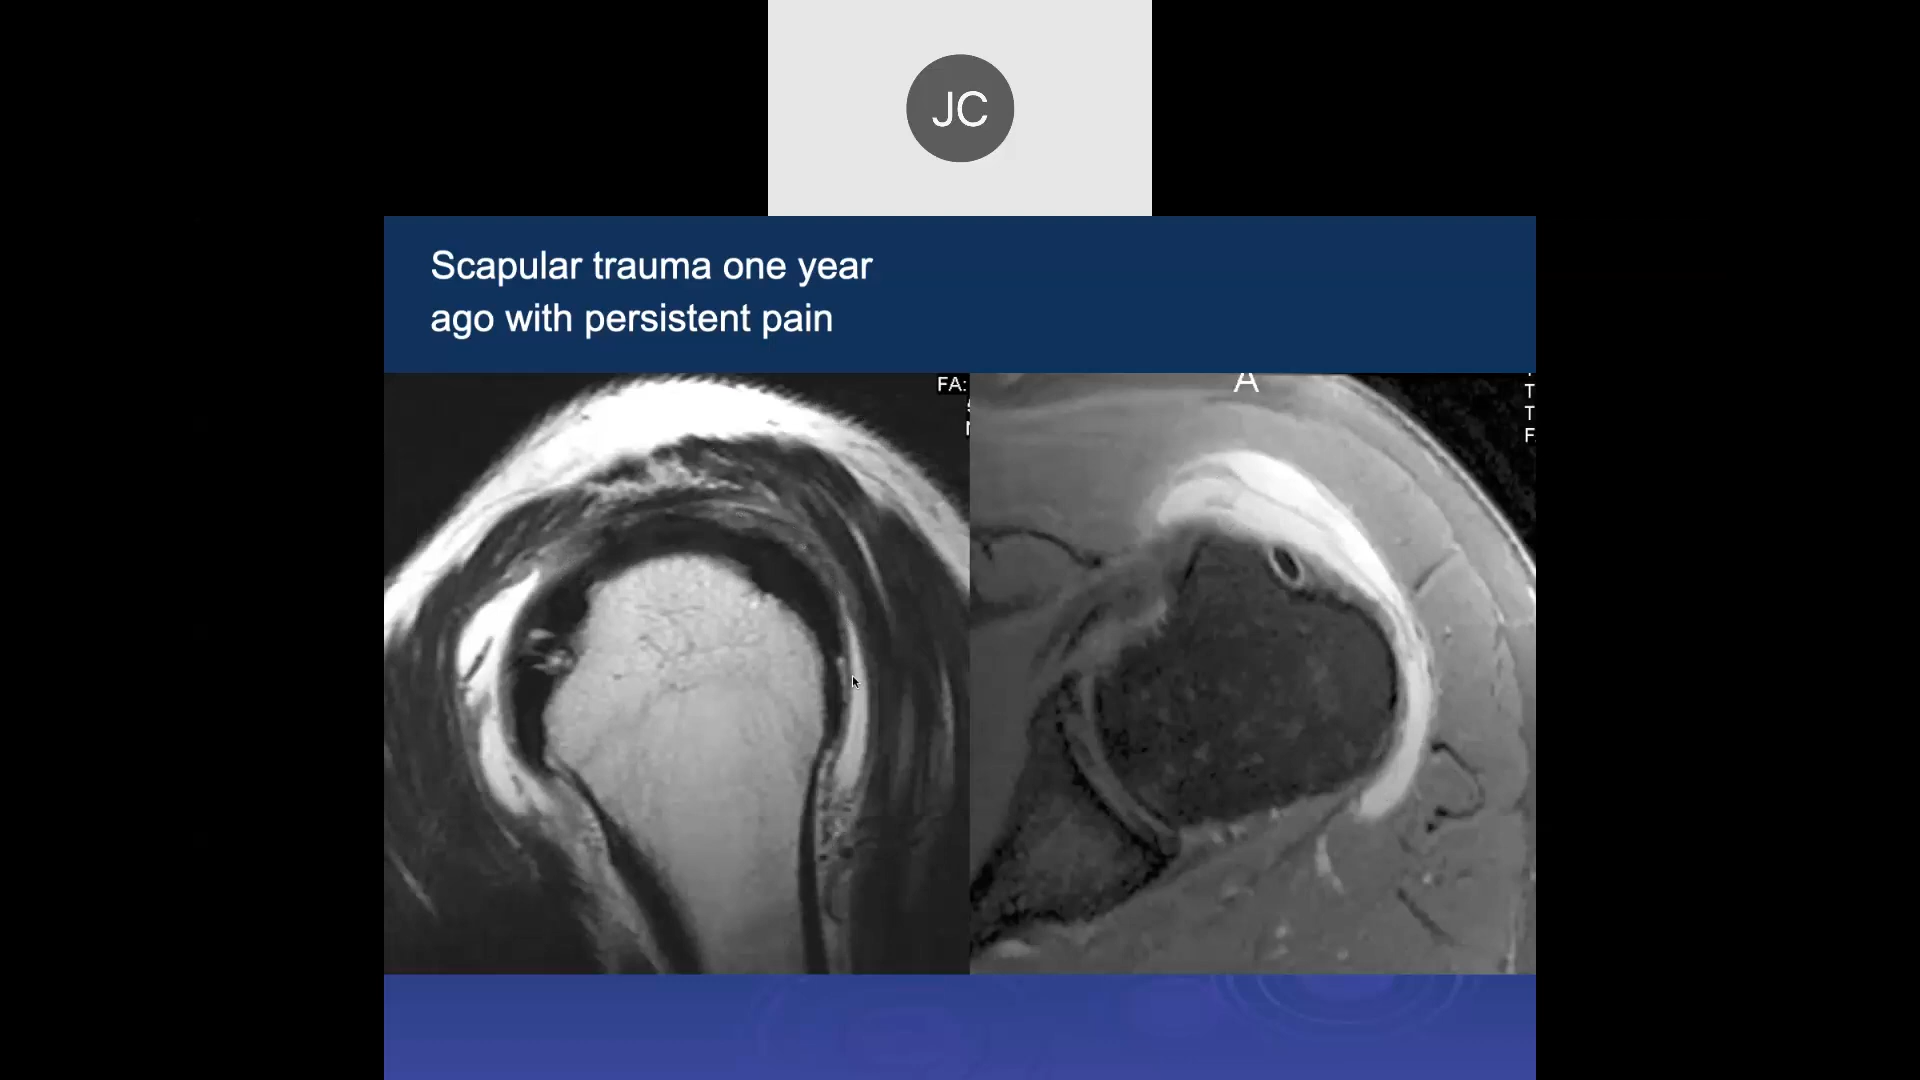 JC
Scapular trauma one year
ago with persistent pain
FA:
A
T
T
F